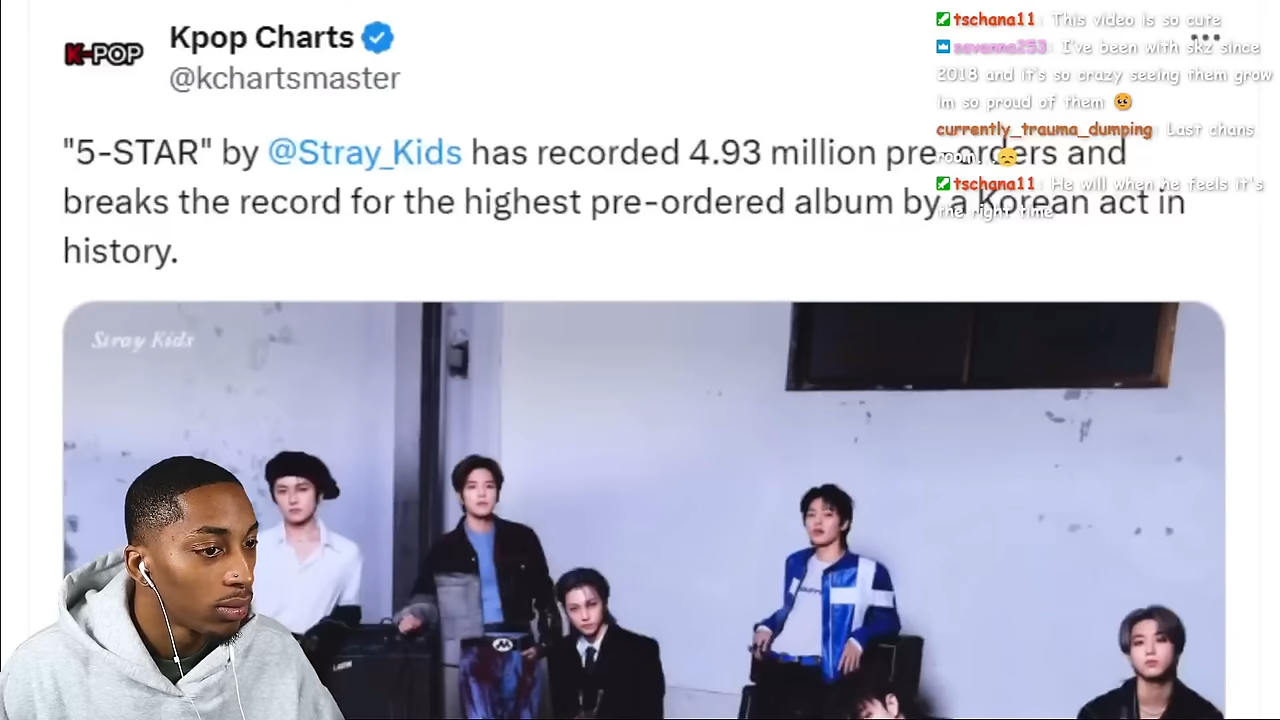 K-POP
Kpop Charts
@kchartsmaster
"5-STAR" by @Stray_Kids has recorded 4.93 million pre-orders and
breaks the record for the highest pre-ordered album by a Korean act in
history.
Stray Kids
tschana11: This video is so cute
savanna253: I've been with skz since
2018 and it's so crazy seeing them grow
im so proud of them 🥹
currently_trauma_dumping: Last chans
room. 😞
tschana11: He will when he feels it's
the right time